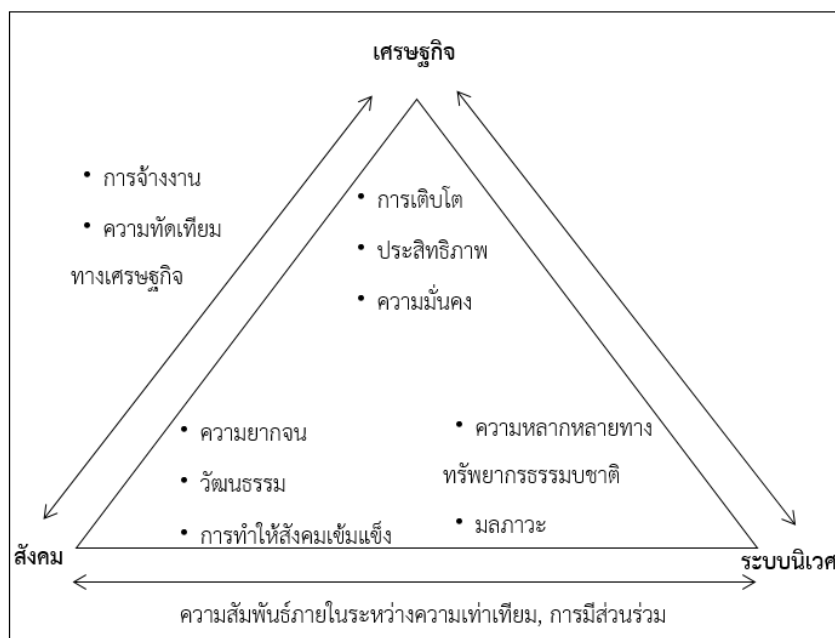 เศรษฐกิจ
• การจ้างงาน
• ความทัดเทียม
ทางเศรษฐกิจ
• การเติบโต
• ประสิทธิภาพ
• ความมั่นคง
• ความยากจน
• วัฒนธรรม
• การทำให้สังคมเข้มแข็ง
• ความหลากหลายทาง
ทรัพยากรธรรมบชาติ
• มลภาวะ
สังคม
ระบบนิเวศ
ความสัมพันธ์ภายในระหว่างความเท่าเทียม, การมีส่วนร่วม